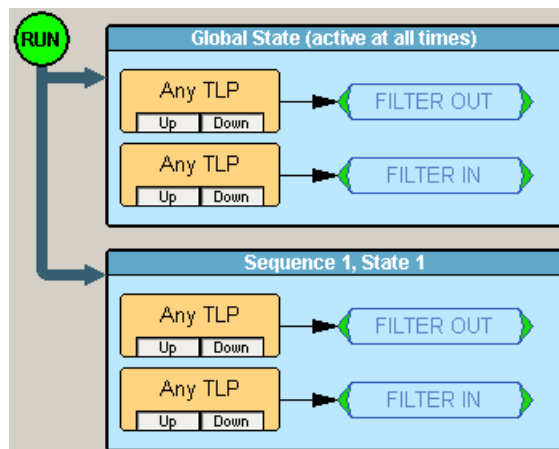 RUN
Global State (active at all times)
Any TLP
Up Down
FILTER OUT
Any TLP
Up Down
FILTER IN
Sequence 1, State 1
Any TLP
Up Down
FILTER OUT
Any TLP
Up Down
FILTER IN